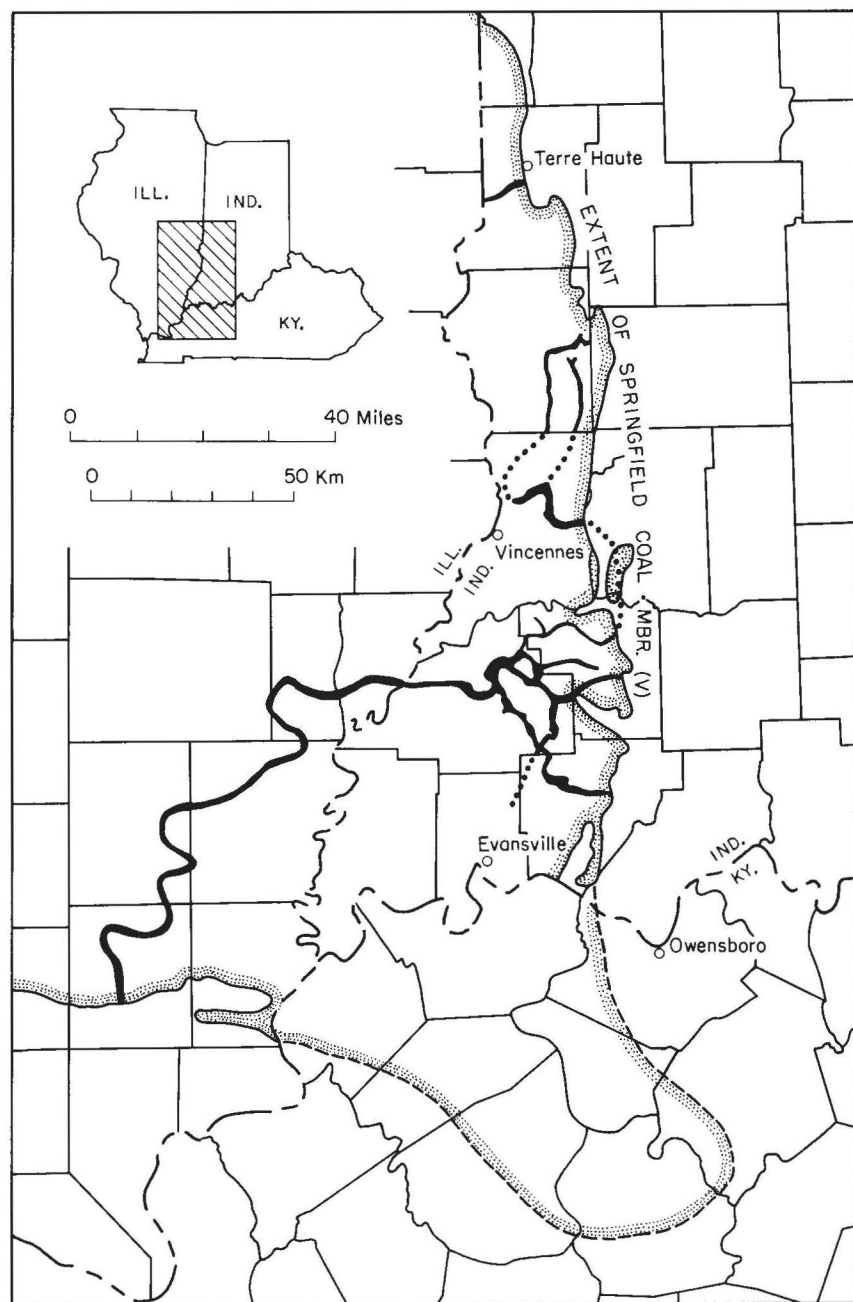 ILL.
IND.
KY.
0 40 Miles
0 50 Km
Terre Haute
EXTENT OF SPRINGFIELD COAL MBR. (V)
Vincennes
ILL.
IND.
Evansville
IND.
KY.
Owensboro